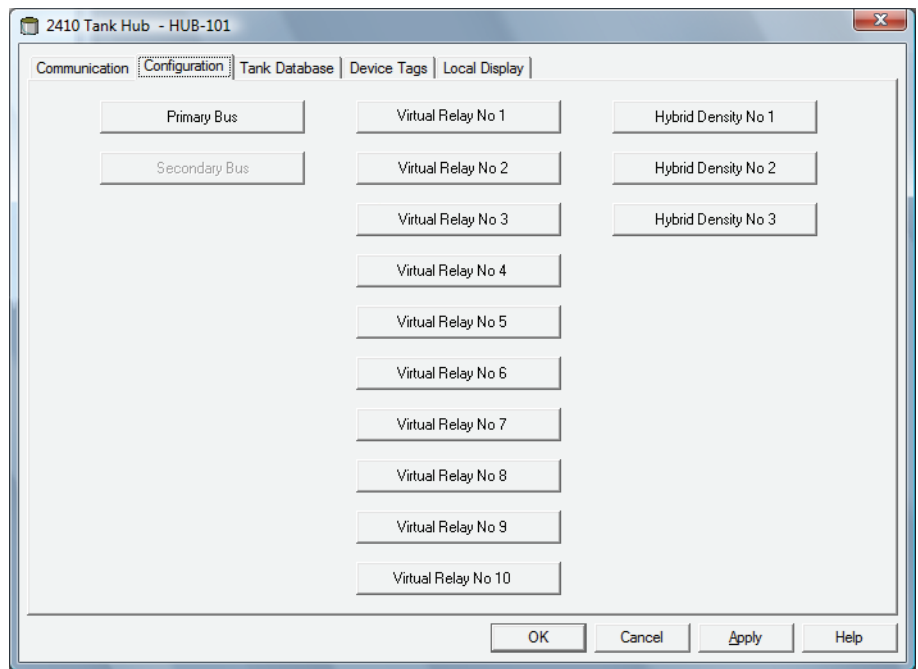 2410 Tank Hub - HUB-101
Communication Configuration Tank Database Device Tags Local Display
Primary Bus Virtual Relay No 1 Hybrid Density No 1
Secondary Bus Virtual Relay No 2 Hybrid Density No 2
Virtual Relay No 3 Hybrid Density No 3
Virtual Relay No 4
Virtual Relay No 5
Virtual Relay No 6
Virtual Relay No 7
Virtual Relay No 8
Virtual Relay No 9
Virtual Relay No 10
OK Cancel Apply Help